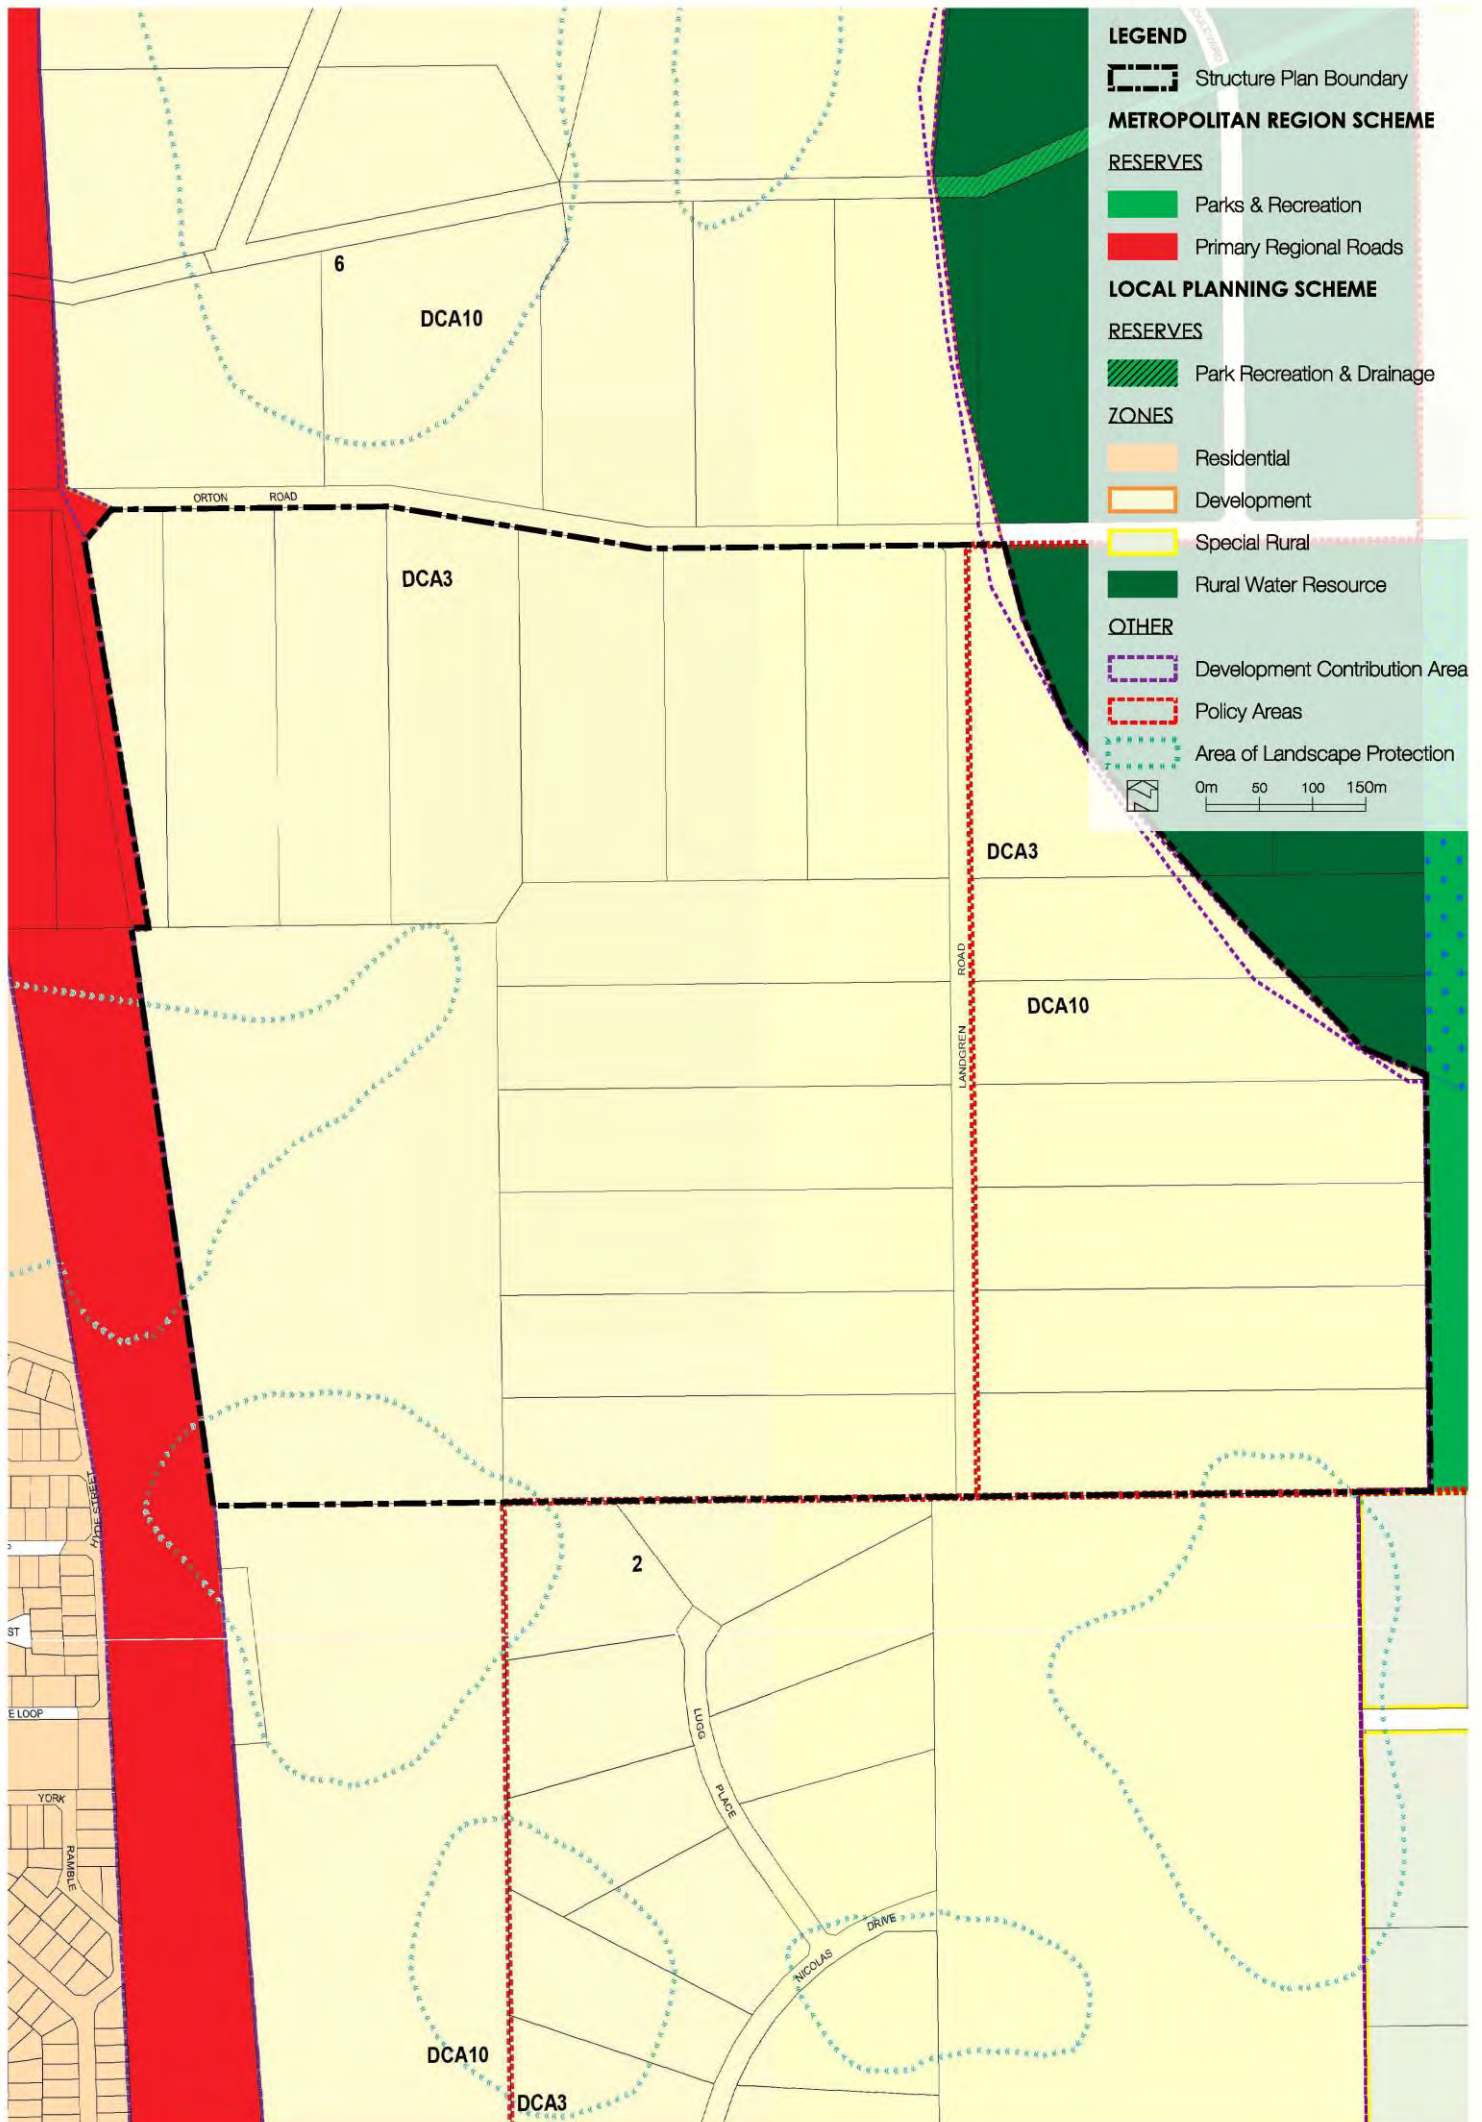 LEGEND
Structure Plan Boundary
METROPOLITAN REGION SCHEME
RESERVES
Parks & Recreation
Primary Regional Roads
LOCAL PLANNING SCHEME
RESERVES
Park Recreation & Drainage
ZONES
Residential
Development
Special Rural
Rural Water Resource
OTHER
Development Contribution Area
Policy Areas
Area of Landscape Protection
0m 50 100 150m
6
DCA10
ORTON ROAD
DCA3
DCA3
LANDGREN ROAD
DCA10
HYDE STREET
2
ST
E LOOP
LUGG PLACE
YORK
RAMBLE
NICOLAS DRIVE
DCA10
DCA3